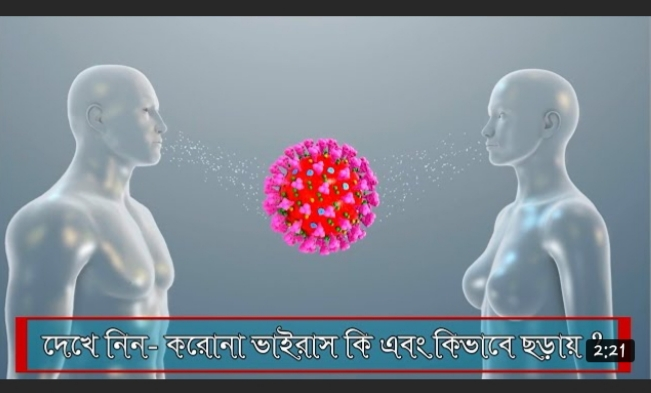 দেখে নিন- করোনা ভাইরাস কি এবং কিভাবে ছড়ায় ?
2:21